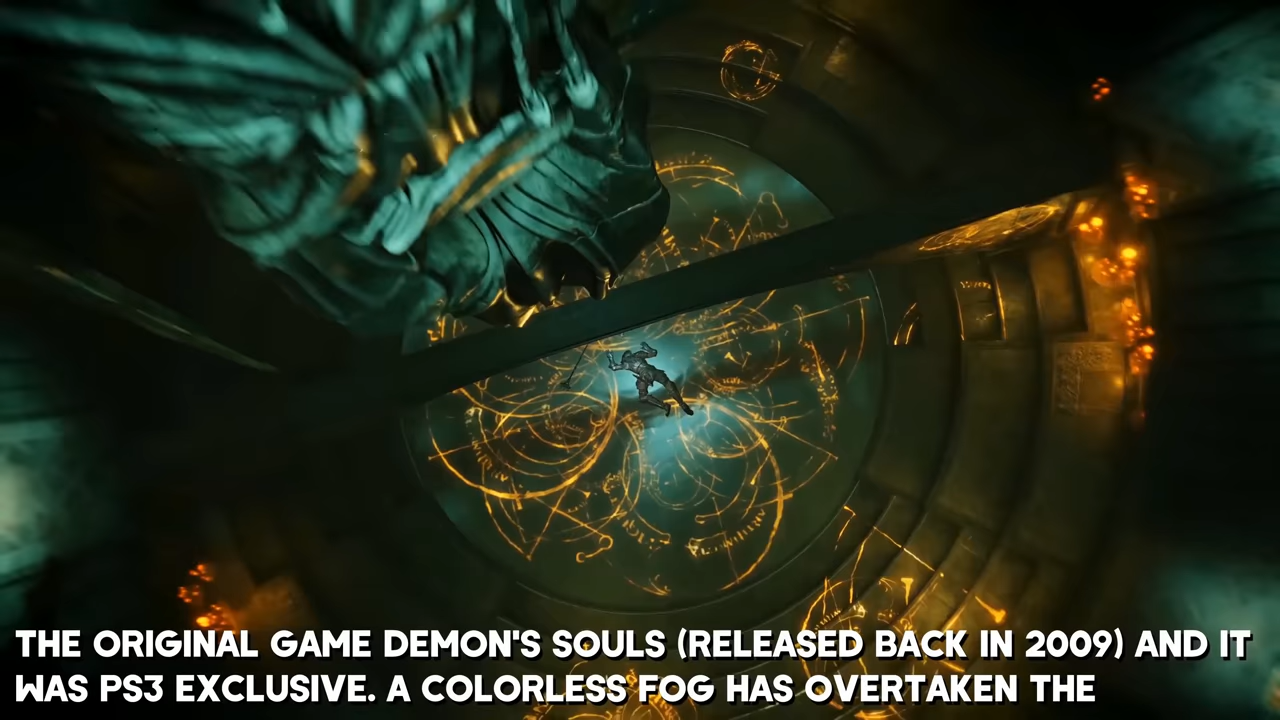 THE ORIGINAL GAME DEMON'S SOULS (RELEASED BACK IN 2009) AND IT
WAS PS3 EXCLUSIVE. A COLORLESS FOG HAS OVERTAKEN THE